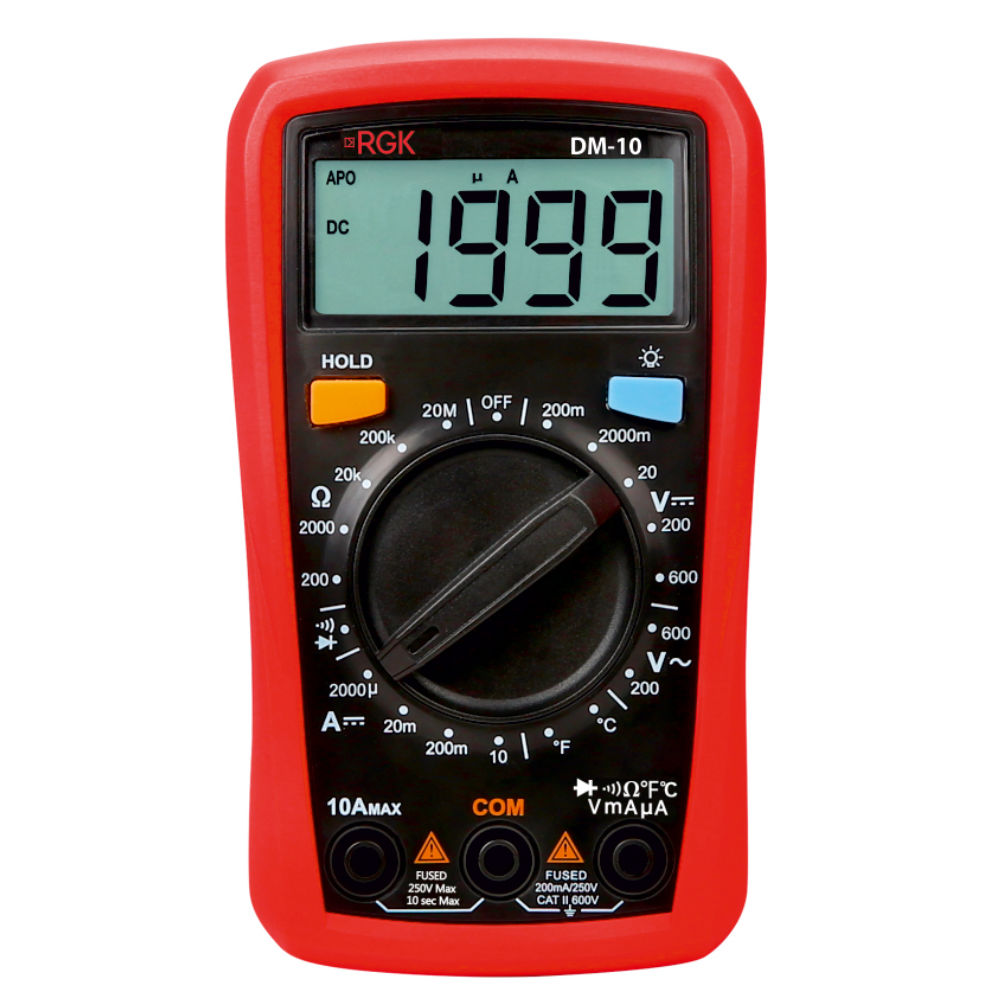 RGK DM-10
APO μ A
DC 1999
HOLD
OFF
20M 200m
200k 2000m
20k 20
Ω V⎓
2000 200
200 600
600
V~
2000μ 200
A⎓ 20m °C
200m 10 °F
10AMAX COM Ω°F°C
VmAμA
FUSED
250V Max
10 sec Max
FUSED
200mA/250V
CAT II 600V